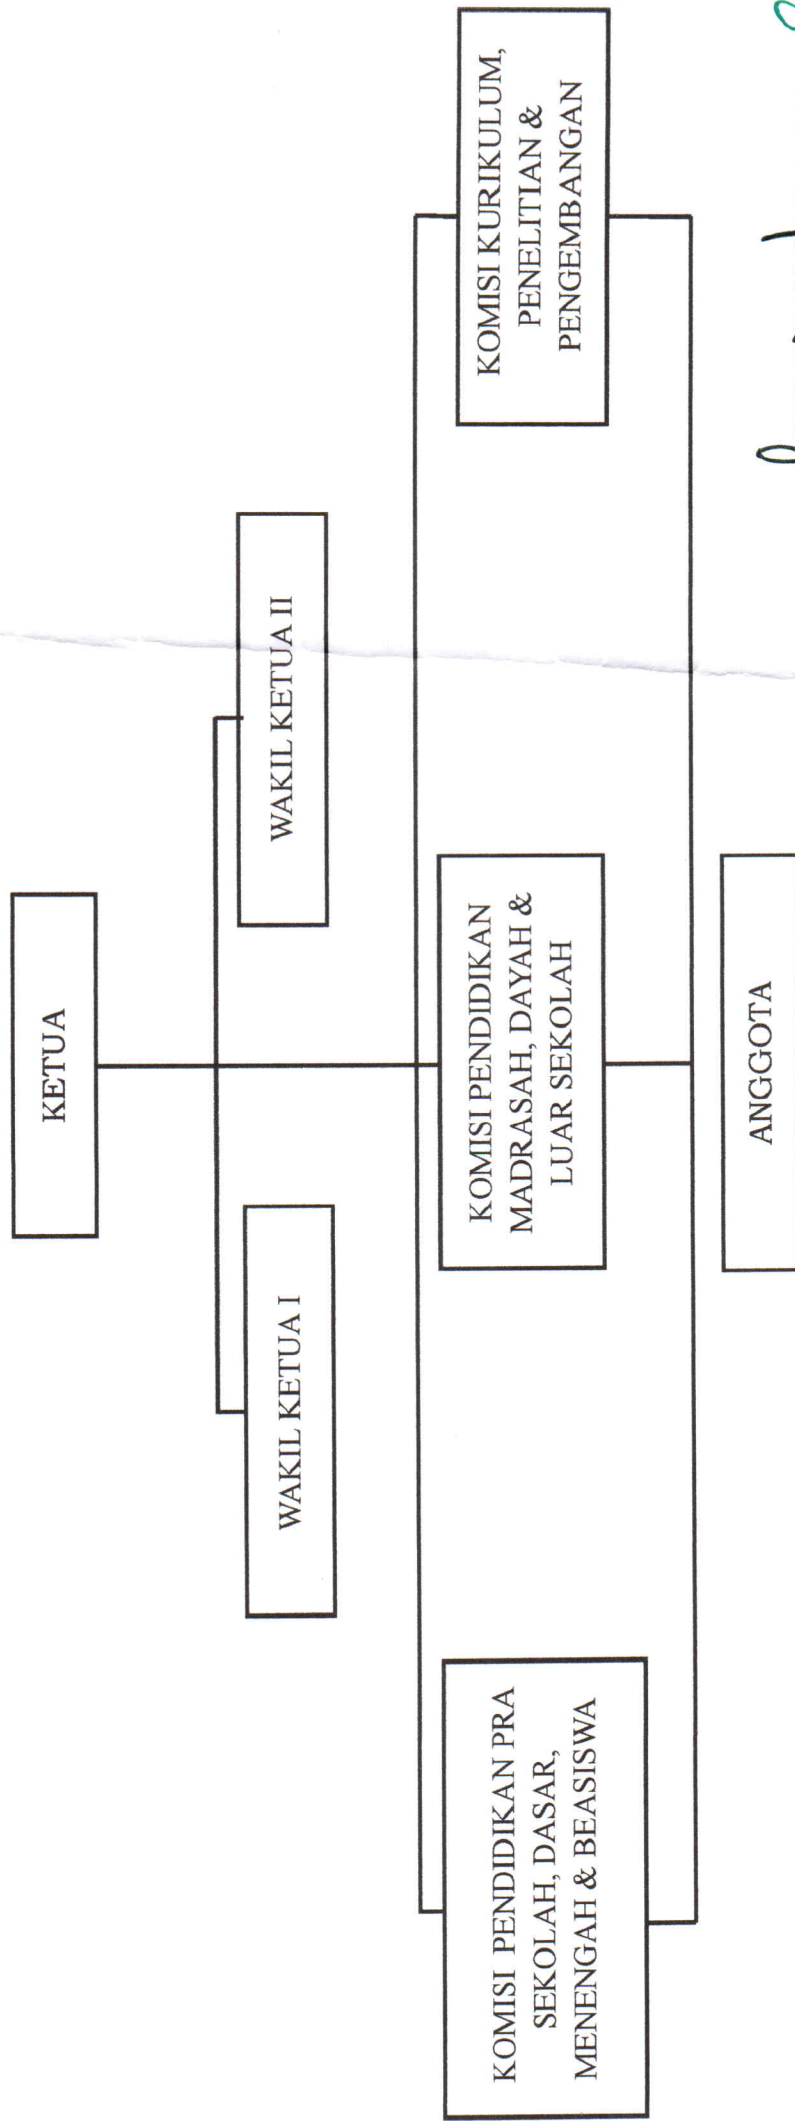 KETUA
WAKIL KETUA I
WAKIL KETUA II
KOMISI PENDIDIKAN PRA
SEKOLAH, DASAR,
MENENGAH & BEASISWA
KOMISI PENDIDIKAN
MADRASAH, DAYAH &
LUAR SEKOLAH
KOMISI KURIKULUM,
PENELITIAN &
PENGEMBANGAN
ANGGOTA